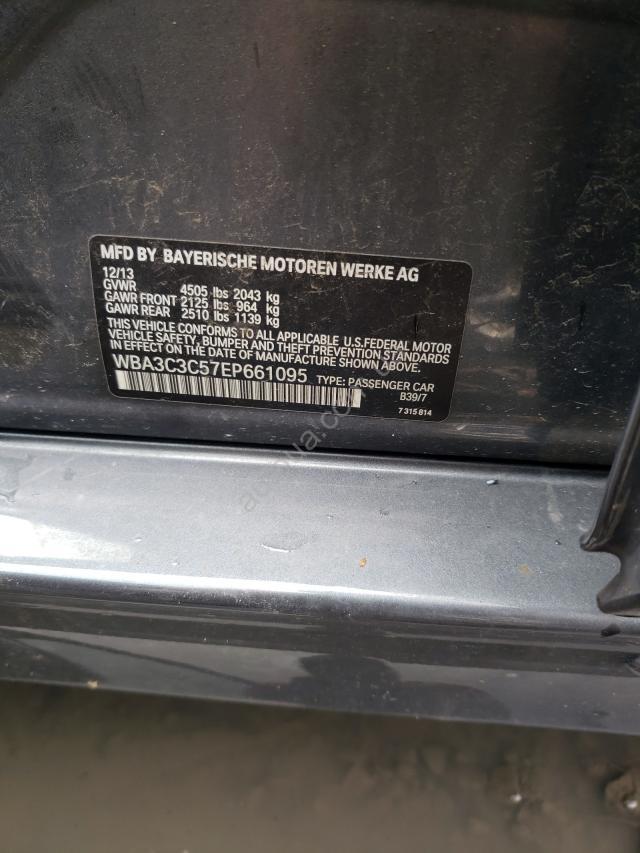 MFD BY BAYERISCHE MOTOREN WERKE AG
12/13
GVWR 4505 lbs 2043 kg
GAWR FRONT 2125 lbs 964 kg
GAWR REAR 2510 lbs 1139 kg
THIS VEHICLE CONFORMS TO ALL APPLICABLE U.S.FEDERAL MOTOR
VEHICLE SAFETY, BUMPER AND THEFT PREVENTION STANDARDS IN
EFFECT ON THE DATE OF MANUFACTURE SHOWN ABOVE.
WBA3C3C57EP661095 TYPE: PASSENGER CAR
B39/7
7 315 814